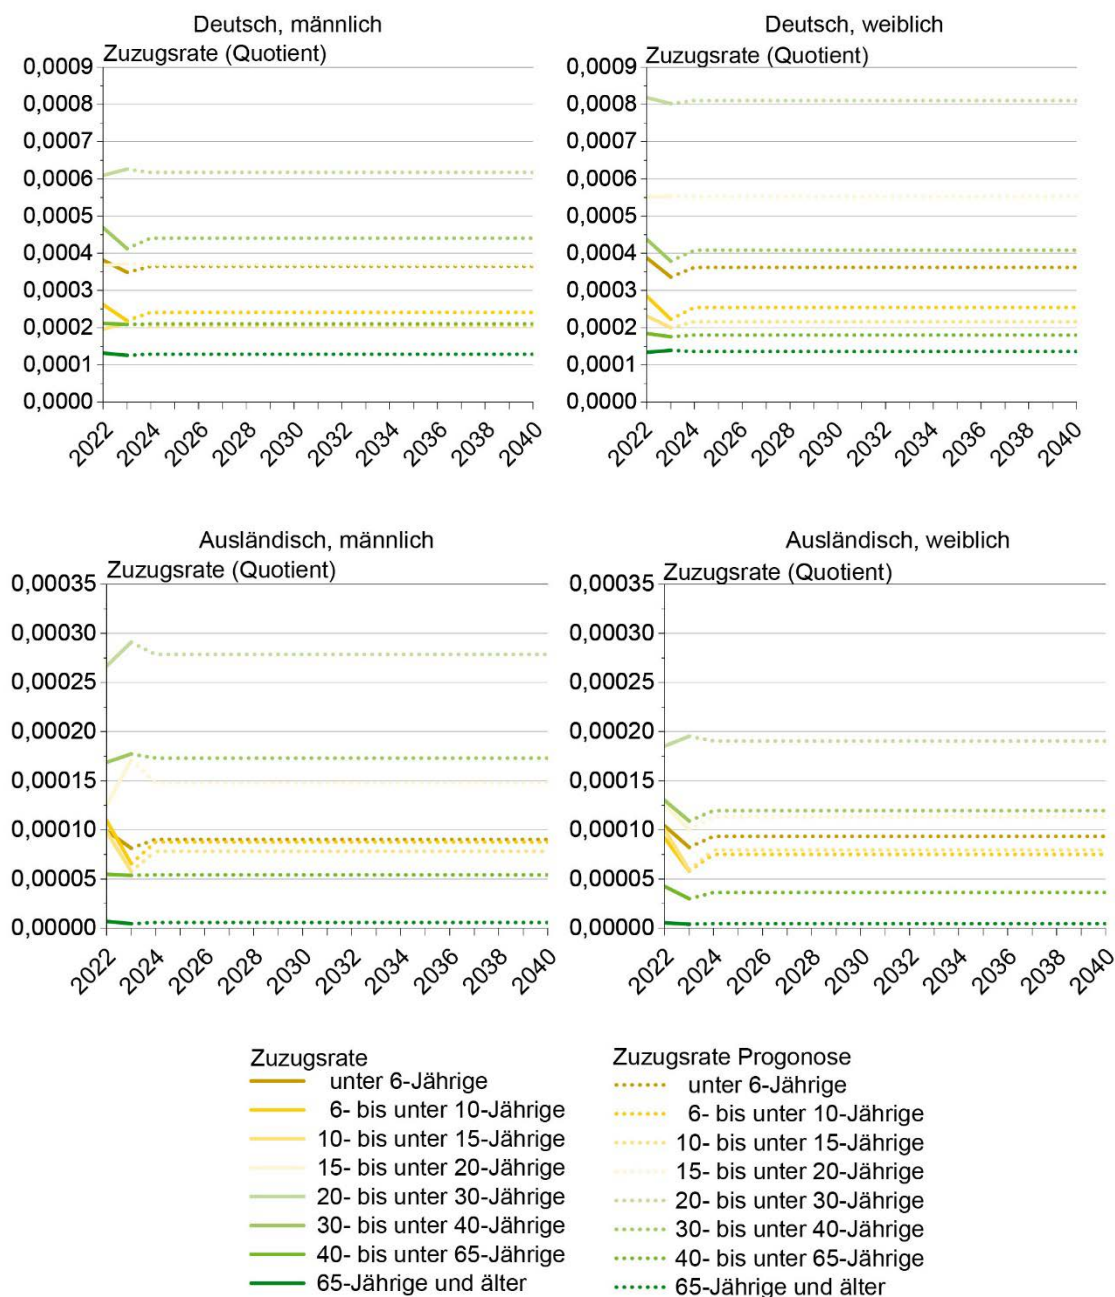 Deutsch, männlich
Zuzugsrate (Quotient)
0,0009
0,0008
0,0007
0,0006
0,0005
0,0004
0,0003
0,0002
0,0001
0,0000
2022
2024
2026
2028
2030
2032
2034
2036
2038
2040
Deutsch, weiblich
Zuzugsrate (Quotient)
0,0009
0,0008
0,0007
0,0006
0,0005
0,0004
0,0003
0,0002
0,0001
0,0000
2022
2024
2026
2028
2030
2032
2034
2036
2038
2040
Ausländisch, männlich
Zuzugsrate (Quotient)
0,00035
0,00030
0,00025
0,00020
0,00015
0,00010
0,00005
0,00000
2022
2024
2026
2028
2030
2032
2034
2036
2038
2040
Ausländisch, weiblich
Zuzugsrate (Quotient)
0,00035
0,00030
0,00025
0,00020
0,00015
0,00010
0,00005
0,00000
2022
2024
2026
2028
2030
2032
2034
2036
2038
2040
Zuzugsrate
unter 6-Jährige
6- bis unter 10-Jährige
10- bis unter 15-Jährige
15- bis unter 20-Jährige
20- bis unter 30-Jährige
30- bis unter 40-Jährige
40- bis unter 65-Jährige
65-Jährige und älter
Zuzugsrate Progonose
unter 6-Jährige
6- bis unter 10-Jährige
10- bis unter 15-Jährige
15- bis unter 20-Jährige
20- bis unter 30-Jährige
30- bis unter 40-Jährige
40- bis unter 65-Jährige
65-Jährige und älter